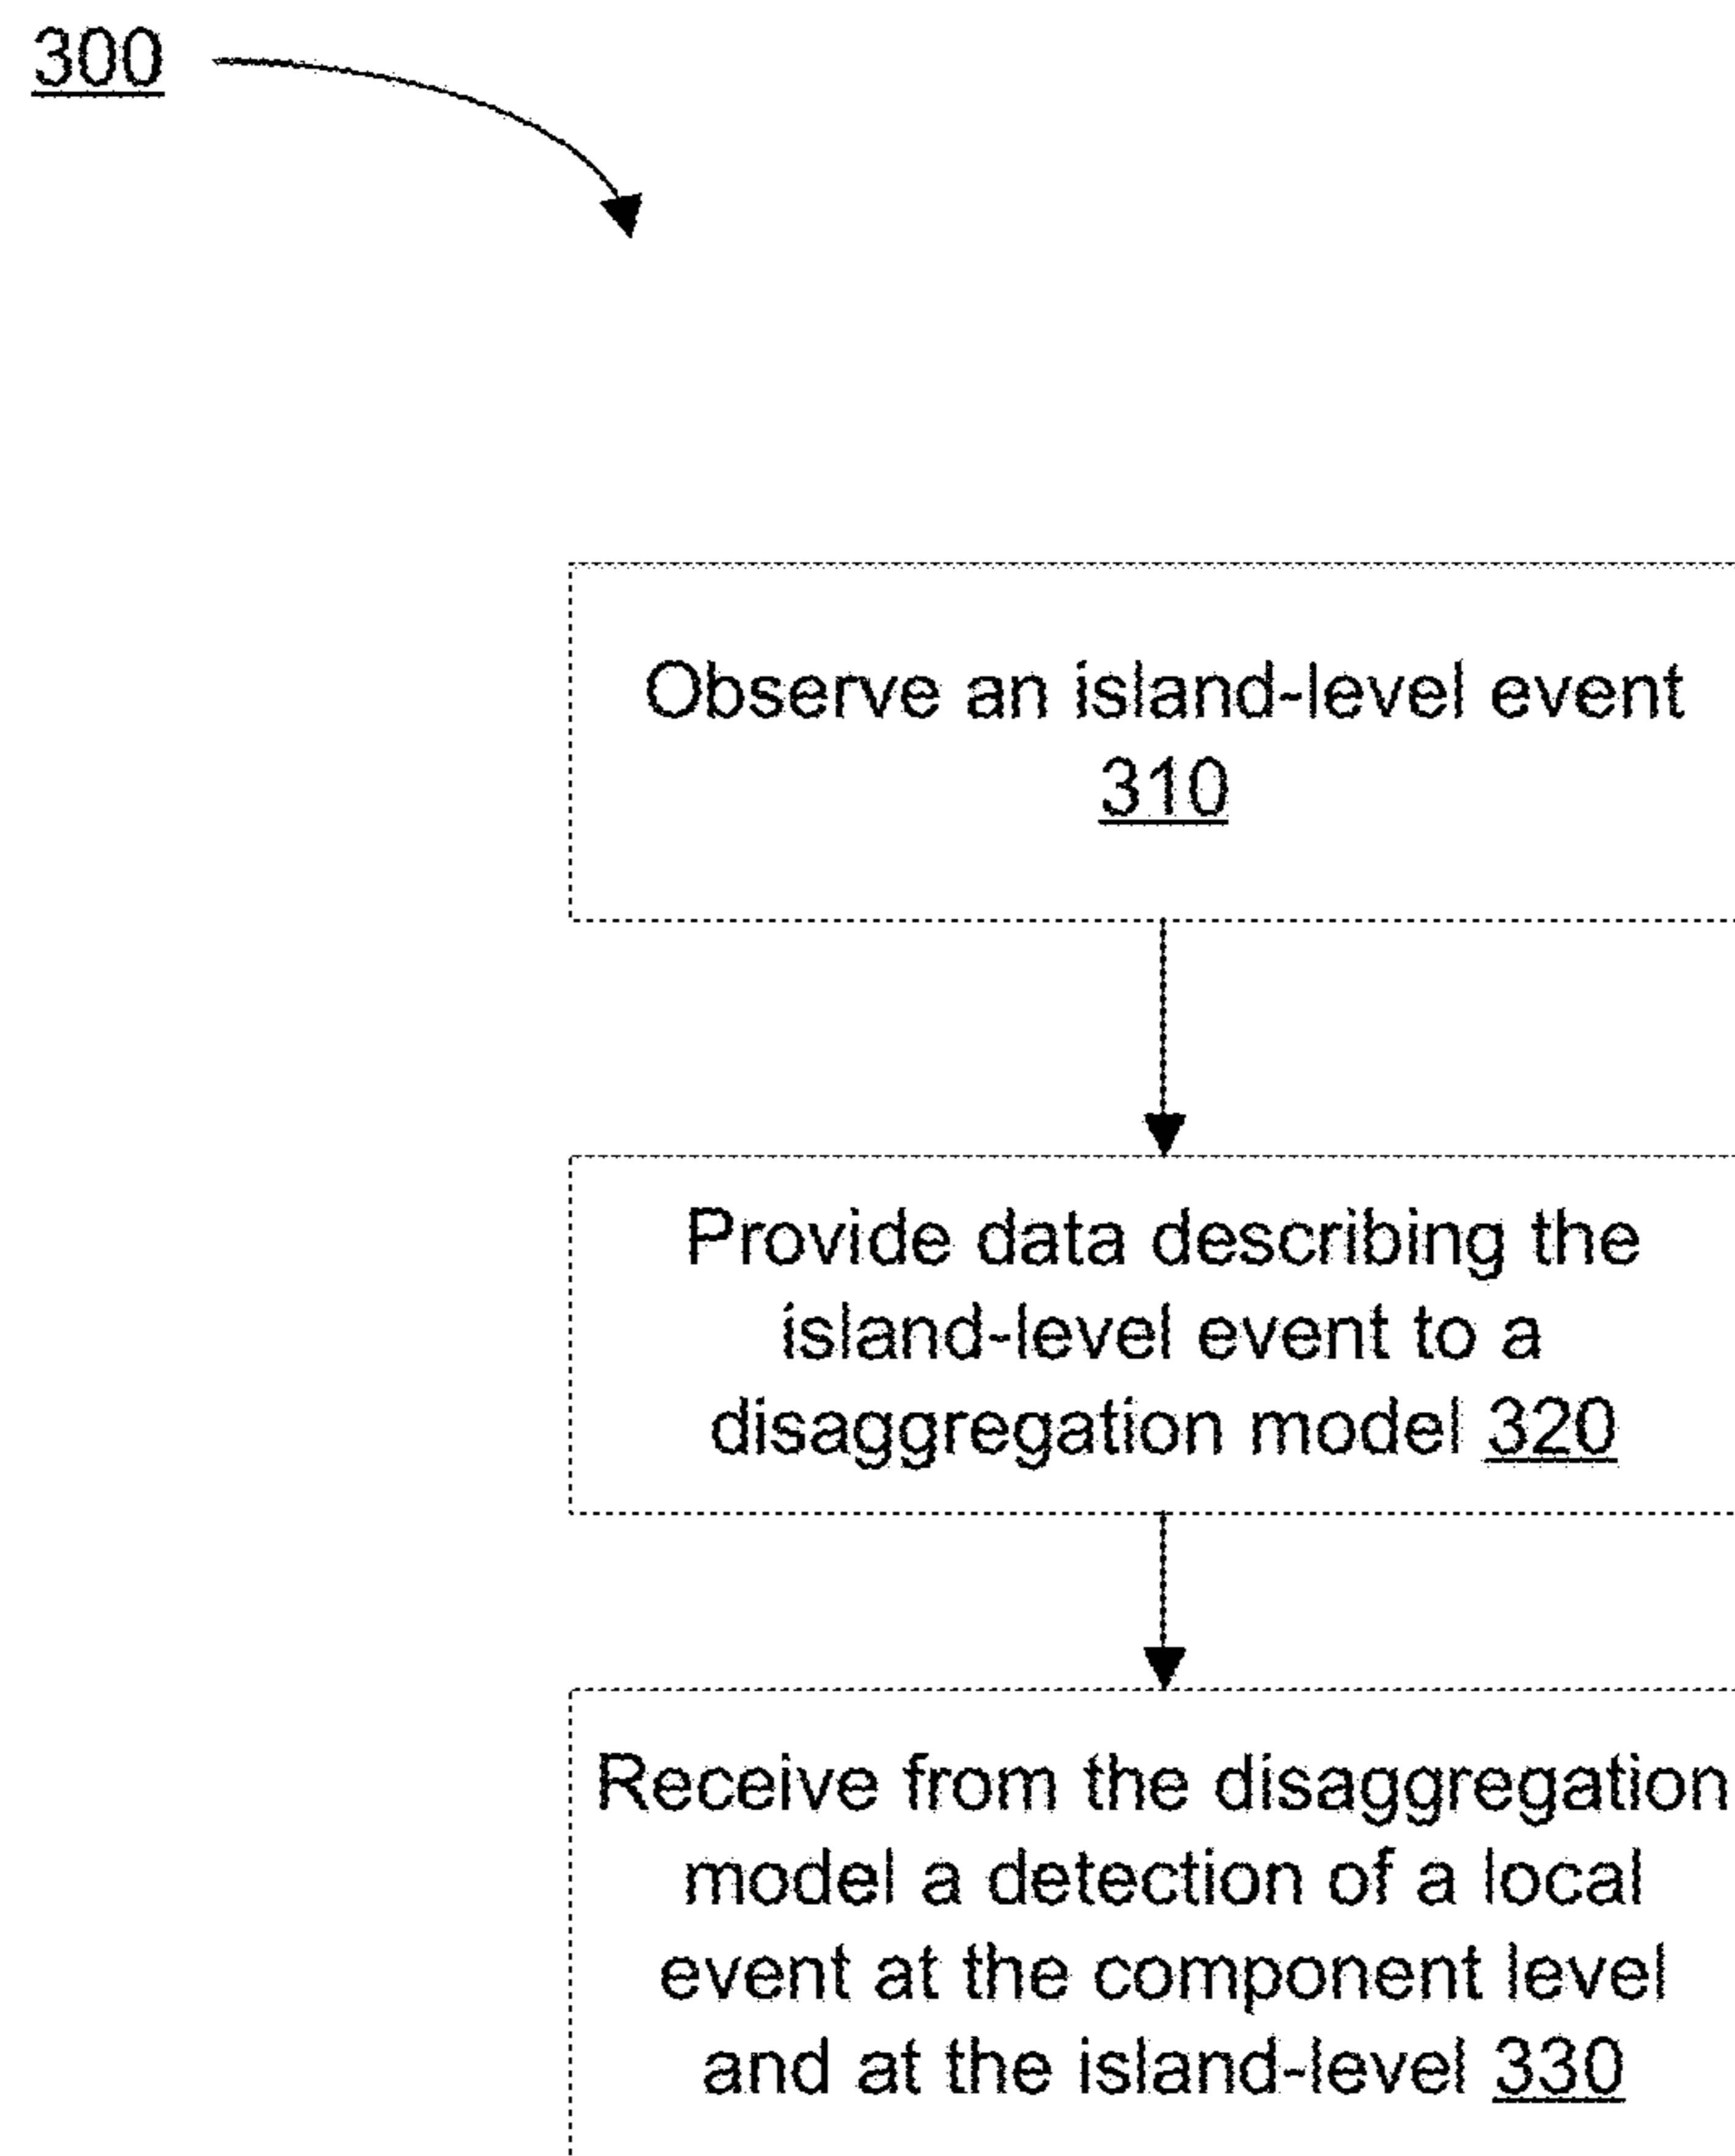 300
Observe an island-level event
310
Provide data describing the
island-level event to a
disaggregation model 320
Receive from the disaggregation
model a detection of a local
event at the component level
and at the island-level 330